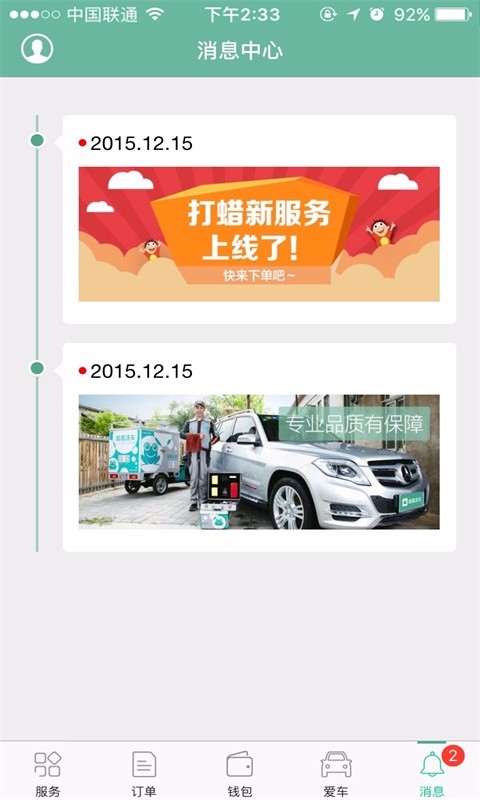 中国联通 下午2:33 92%
消息中心
2015.12.15
打蜡新服务
上线了!
快来下单吧~
2015.12.15
专业品质有保障
服务 订单 钱包 爱车 消息 2